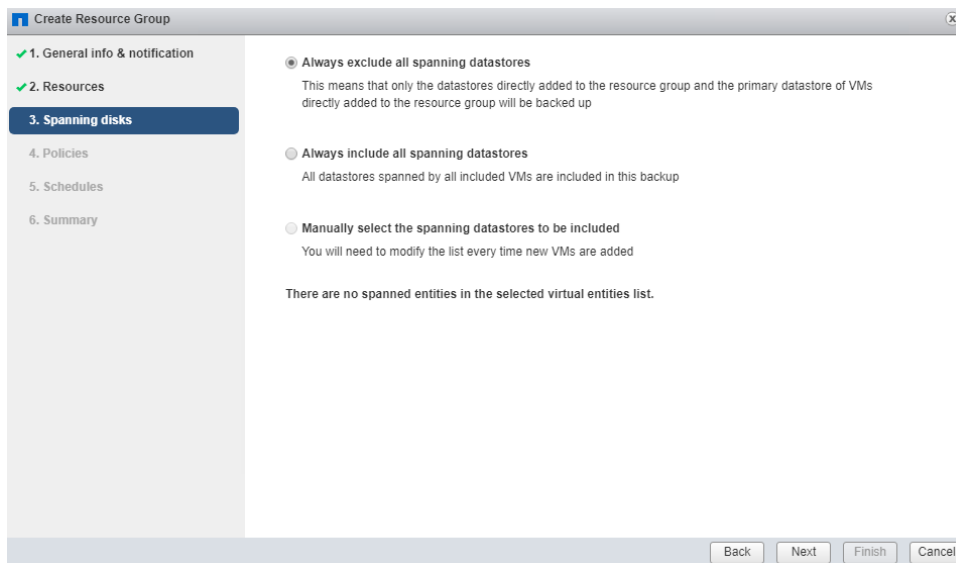 Create Resource Group
1. General info & notification
2. Resources
3. Spanning disks
4. Policies
5. Schedules
6. Summary
Always exclude all spanning datastores
This means that only the datastores directly added to the resource group and the primary datastore of VMs
directly added to the resource group will be backed up
Always include all spanning datastores
All datastores spanned by all included VMs are included in this backup
Manually select the spanning datastores to be included
You will need to modify the list every time new VMs are added
There are no spanned entities in the selected virtual entities list.
Back
Next
Finish
Cancel